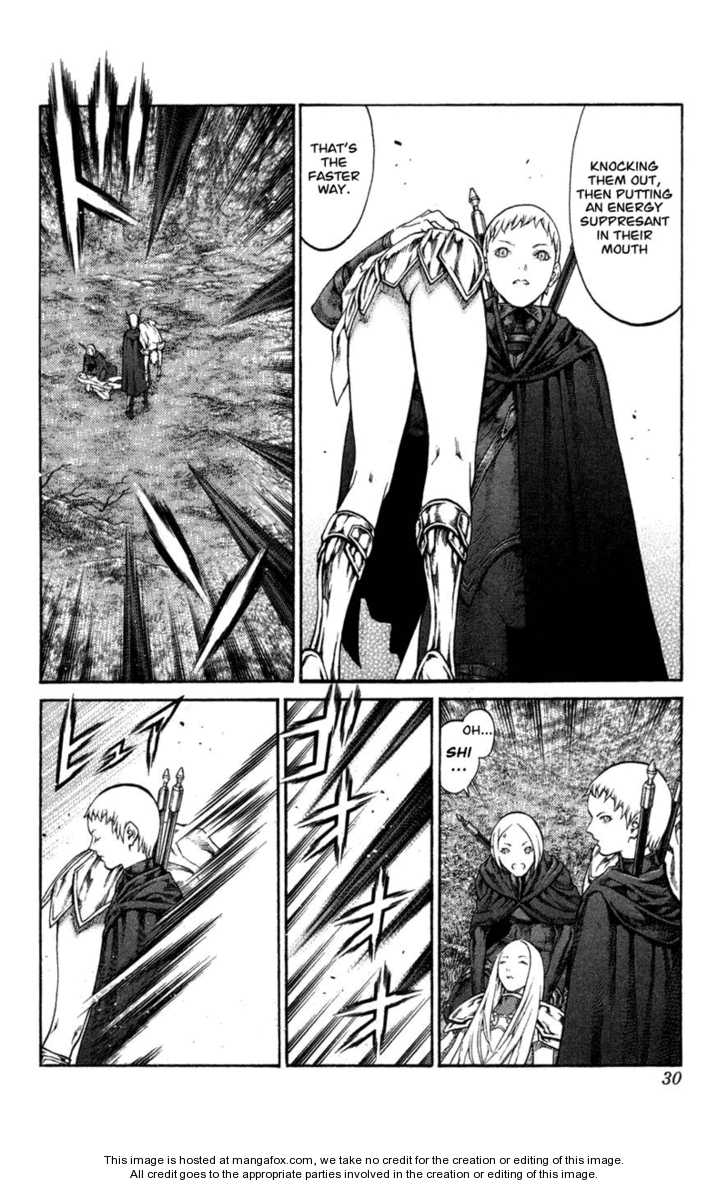 KNOCKING
THEM OUT,
THEN PUTTING
AN ENERGY
SUPPRESANT
IN THEIR
MOUTH
THAT'S
THE
FASTER
WAY.
OH...
SHI
...
30
This image is hosted at mangafox.com, we take no credit for the creation or editing of this image.
All credit goes to the appropriate parties involved in the creation or editing of this image.